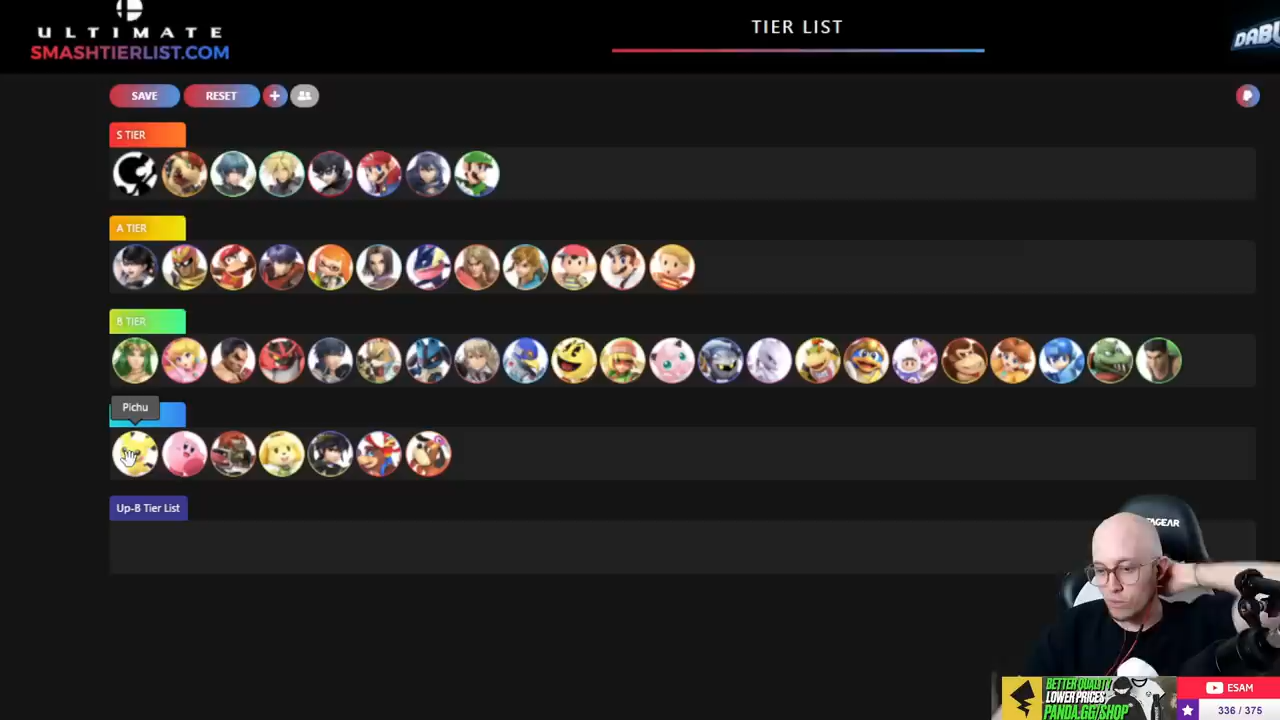 ULTIMATE
SMASHTIERLIST.COM
TIER LIST
SAVE
RESET
+
S TIER
A TIER
B TIER
Pichu
Up-B Tier List
BETTER QUALITY
LOWER PRICES
PANDA.GG/SHOP
ESAM
336 / 375